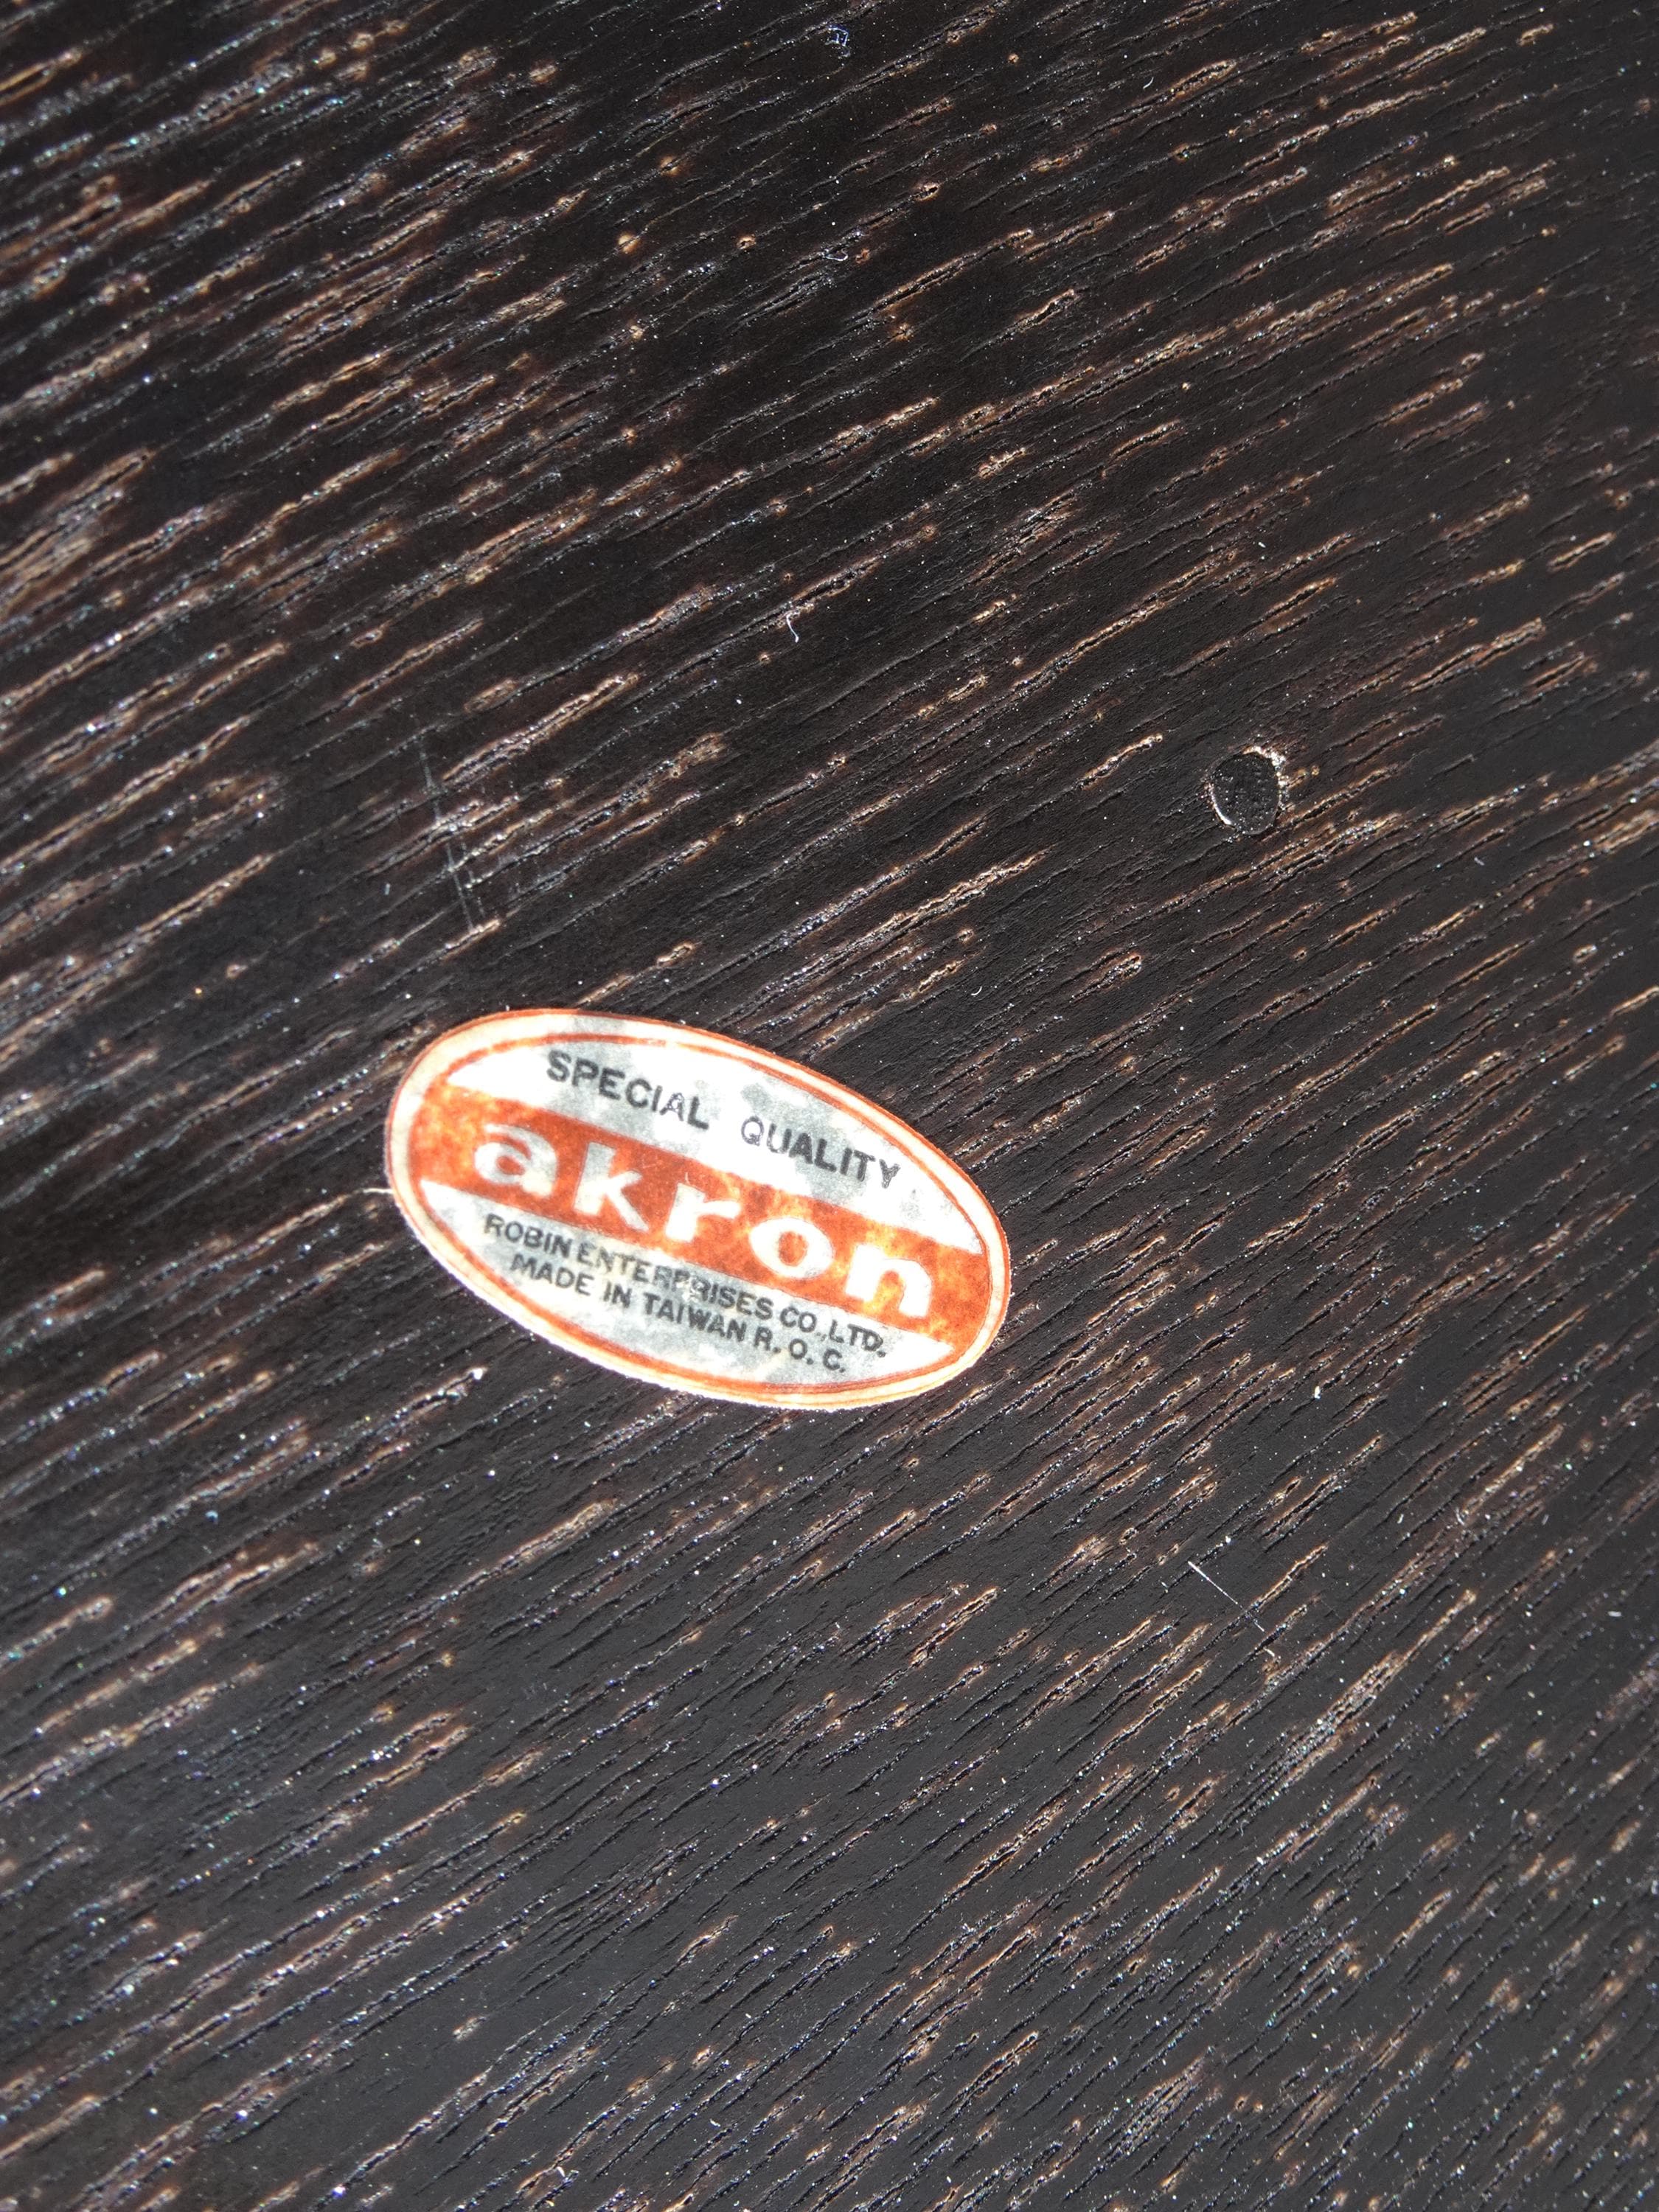 SPECIAL QUALITY
akron
ROBIN ENTERPRISES CO.,LTD.
MADE IN TAIWAN R. O. C.